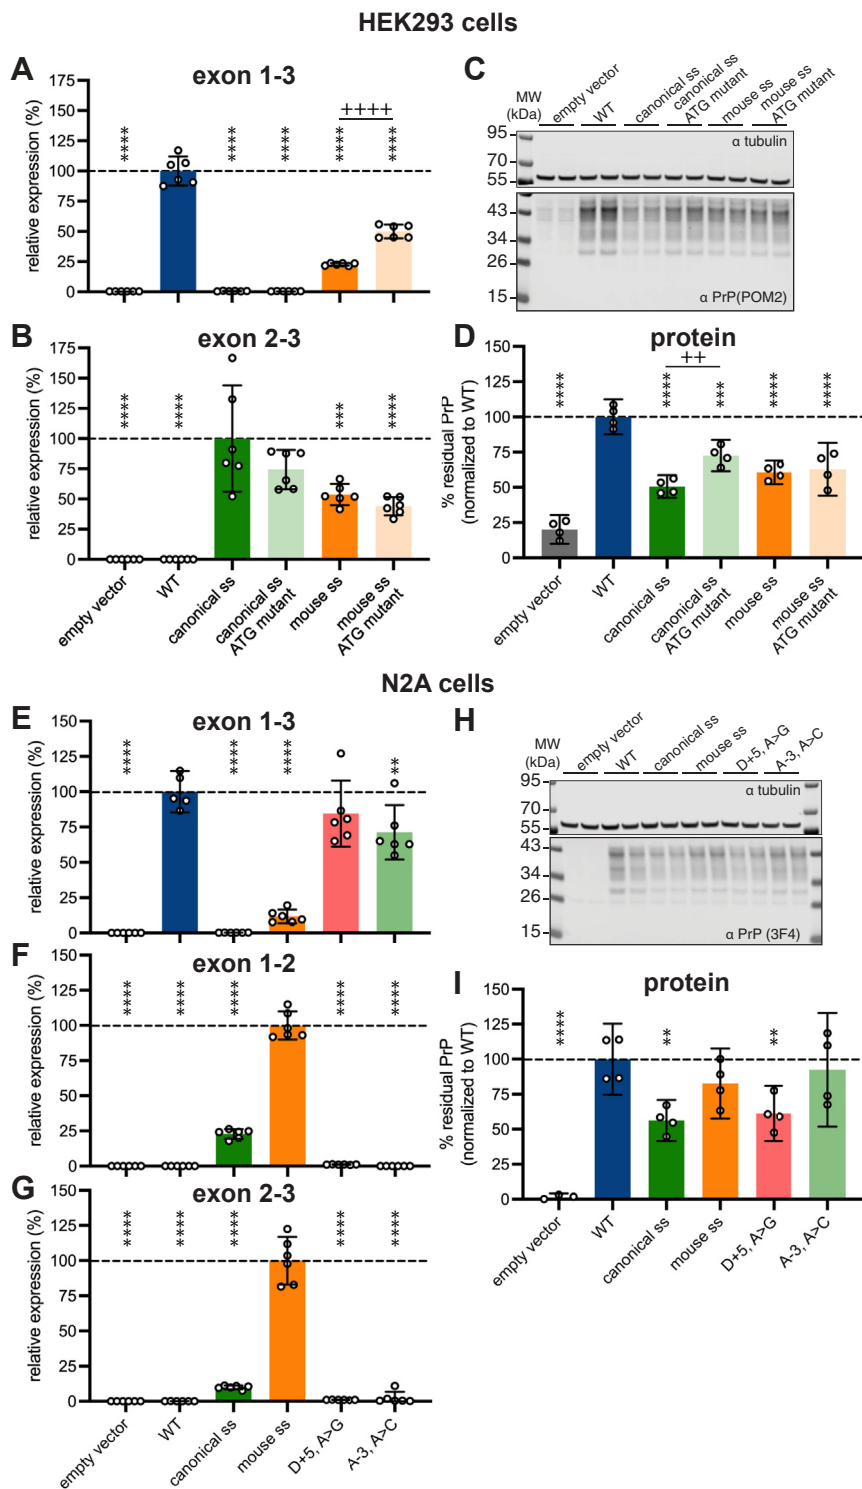 HEK293 cells
A
exon 1-3
relative expression (%)
175
150
125
100
75
50
25
0
****
****
****
****
****
++++
B
exon 2-3
relative expression (%)
175
150
125
100
75
50
25
0
****
****
***
****
empty vector
WT
canonical ss
canonical ss ATG mutant
mouse ss
mouse ss ATG mutant
C
MW
(kDa)
empty vector
WT
canonical ss
canonical ss
ATG mutant
mouse ss
mouse ss
ATG mutant
95
70
55
α tubulin
43
34
26
15
α PrP(POM2)
D
protein
% residual PrP
(normalized to WT)
150
125
100
75
50
25
0
****
****
***
****
****
++
empty vector
WT
canonical ss
canonical ss
ATG mutant
mouse ss
mouse ss
ATG mutant
N2A cells
E
exon 1-3
relative expression (%)
150
125
100
75
50
25
0
****
****
****
**
F
exon 1-2
relative expression (%)
150
125
100
75
50
25
0
****
****
****
****
****
G
exon 2-3
relative expression (%)
150
125
100
75
50
25
0
****
****
****
****
****
empty vector
WT
canonical ss
mouse ss
D+5, A>G
A-3, A>C
H
MW
(kDa)
empty vector
WT
canonical ss
mouse ss
D+5, A>G
A-3, A>C
95
70
55
α tubulin
43
34
26
15
α PrP (3F4)
I
protein
% residual PrP
(normalized to WT)
150
125
100
75
50
25
0
****
**
**
empty vector
WT
canonical ss
mouse ss
D+5, A>G
A-3, A>C